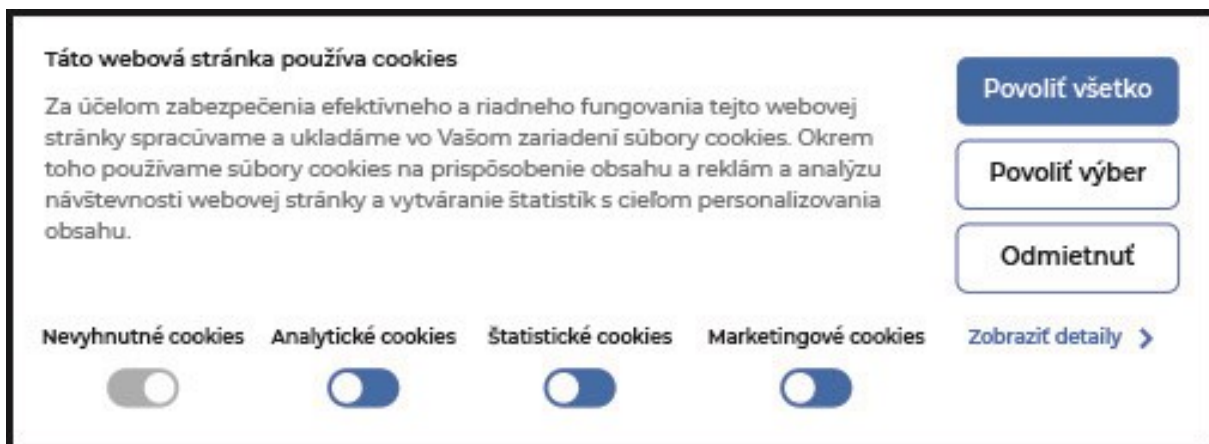 Táto webová stránka používa cookies
Za účelom zabezpečenia efektívneho a riadneho fungovania tejto webovej
stránky spracúvame a ukladáme vo Vašom zariadení súbory cookies. Okrem
toho používame súbory cookies na prispôsobenie obsahu a reklám a analýzu
návštevnosti webovej stránky a vytváranie štatistík s cieľom personalizovania
obsahu.
Povoliť všetko
Povoliť výber
Odmietnuť
Nevyhnutné cookies
Analytické cookies
Štatistické cookies
Marketingové cookies
Zobraziť detaily